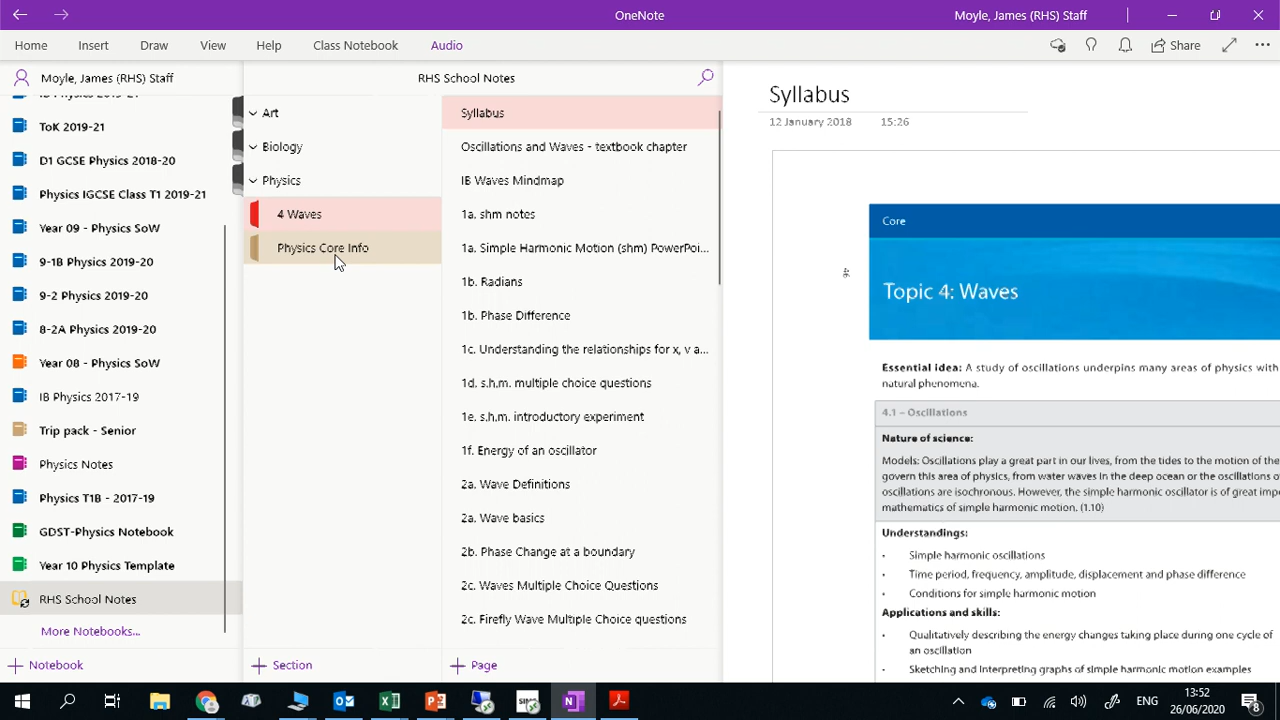 OneNote
Moyle, James (RHS) Staff
Home
Insert
Draw
View
Help
Class Notebook
Audio
Share
Moyle, James (RHS) Staff
ToK 2019-21
D1 GCSE Physics 2018-20
Physics IGCSE Class T1 2019-21
Year 09 - Physics SoW
9-1B Physics 2019-20
9-2 Physics 2019-20
8-2A Physics 2019-20
Year 08 - Physics SoW
IB Physics 2017-19
Trip pack - Senior
Physics Notes
Physics T1B - 2017-19
GDST-Physics Notebook
Year 10 Physics Template
RHS School Notes
More Notebooks...
Notebook
RHS School Notes
Art
Biology
Physics
4 Waves
Physics Core Info
Section
Syllabus
Oscillations and Waves - textbook chapter
IB Waves Mindmap
1a. shm notes
1a. Simple Harmonic Motion (shm) PowerPoi...
1b. Radians
1b. Phase Difference
1c. Understanding the relationships for x, v a...
1d. s.h.m. multiple choice questions
1e. s.h.m. introductory experiment
1f. Energy of an oscillator
2a. Wave Definitions
2a. Wave basics
2b. Phase Change at a boundary
2c. Waves Multiple Choice Questions
2c. Firefly Wave Multiple Choice questions
Page
Syllabus
12 January 2018 15:26
Core
Topic 4: Waves
Essential idea: A study of oscillations underpins many areas of physics with
natural phenomena.
4.1 – Oscillations
Nature of science:
Models: Oscillations play a great part in our lives, from the tides to the motion of the
govern this area of physics, from water waves in the deep ocean or the oscillations o
oscillations are isochronous. However, the simple harmonic oscillator is of great imp
mathematics of simple harmonic motion. (1.10)
Understandings:
• Simple harmonic oscillations
• Time period, frequency, amplitude, displacement and phase difference
• Conditions for simple harmonic motion
Applications and skills:
• Qualitatively describing the energy changes taking place during one cycle of
an oscillation
• Sketching and interpreting graphs of simple harmonic motion examples
ENG
13:52
26/06/2020
8